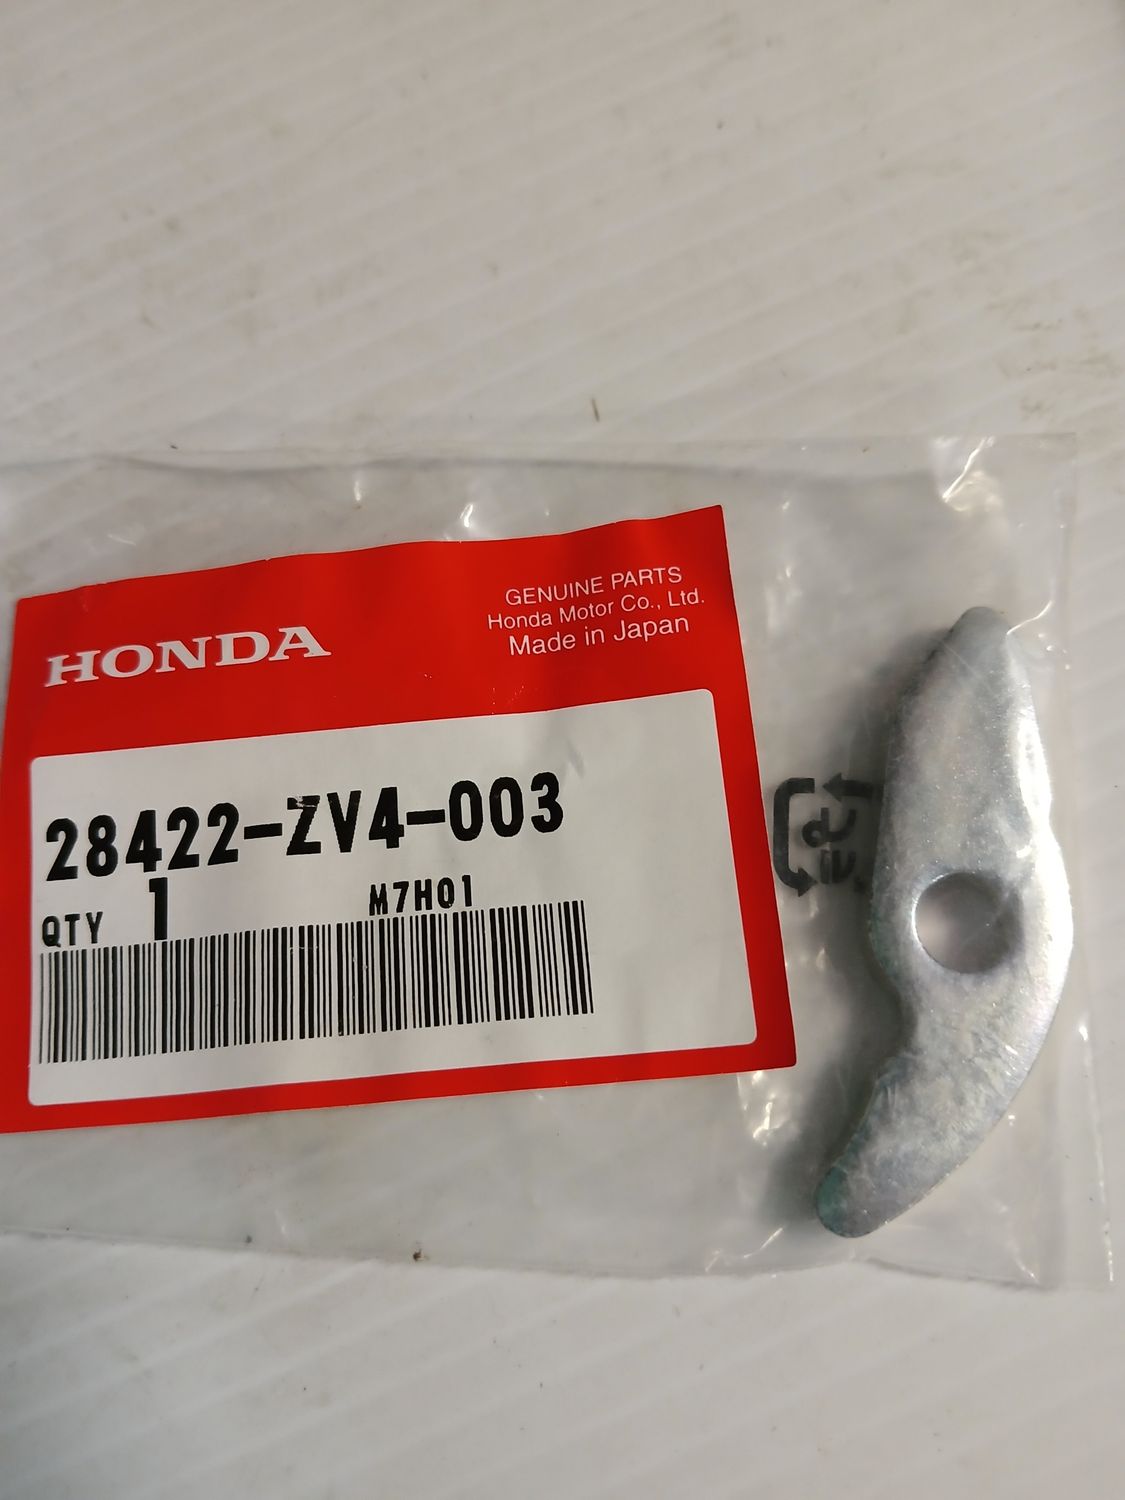 HONDA
GENUINE PARTS
Honda Motor Co., Ltd.
Made in Japan
28422-ZV4-003
QTY 1 M7H01